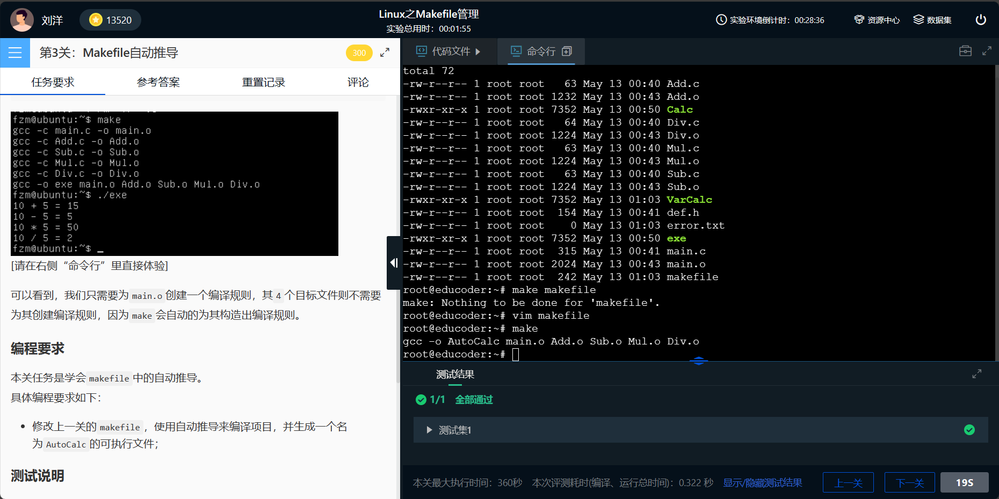 刘洋
13520
Linux之Makefile管理
实验总用时：00:01:55
实验环境倒计时：00:28:36
资源中心
数据集
第3关：Makefile自动推导
300
任务要求
参考答案
重置记录
评论
fzm@ubuntu:~$ make
gcc -c main.c -o main.o
gcc -c Add.c -o Add.o
gcc -c Sub.c -o Sub.o
gcc -c Mul.c -o Mul.o
gcc -c Div.c -o Div.o
gcc -o exe main.o Add.o Sub.o Mul.o Div.o
fzm@ubuntu:~$ ./exe
10 + 5 = 15
10 - 5 = 5
10 * 5 = 50
10 / 5 = 2
fzm@ubuntu:~$ _
[请在右侧“命令行”里直接体验]
可以看到，我们只需要为 main.o 创建一个编译规则，其 4 个目标文件则不需要
为其创建编译规则，因为 make 会自动的为其构造出编译规则。
编程要求
本关任务是学会 makefile 中的自动推导。
具体编程要求如下：
• 修改上一关的 makefile ，使用自动推导来编译项目，并生成一个名
为 AutoCalc 的可执行文件；
测试说明
代码文件
命令行
total 72
-rw-r--r-- 1 root root   63 May 13 00:40 Add.c
-rw-r--r-- 1 root root 1232 May 13 00:43 Add.o
-rwxr-xr-x 1 root root 7352 May 13 00:50 Calc
-rw-r--r-- 1 root root   64 May 13 00:40 Div.c
-rw-r--r-- 1 root root 1224 May 13 00:43 Div.o
-rw-r--r-- 1 root root   63 May 13 00:40 Mul.c
-rw-r--r-- 1 root root 1224 May 13 00:43 Mul.o
-rw-r--r-- 1 root root   63 May 13 00:40 Sub.c
-rw-r--r-- 1 root root 1224 May 13 00:43 Sub.o
-rwxr-xr-x 1 root root 7352 May 13 01:03 VarCalc
-rw-r--r-- 1 root root  154 May 13 00:41 def.h
-rw-r--r-- 1 root root    0 May 13 01:03 error.txt
-rwxr-xr-x 1 root root 7352 May 13 00:50 exe
-rw-r--r-- 1 root root  315 May 13 00:41 main.c
-rw-r--r-- 1 root root 2024 May 13 00:43 main.o
-rw-r--r-- 1 root root  242 May 13 01:03 makefile
root@educoder:~# make makefile
make: Nothing to be done for 'makefile'.
root@educoder:~# vim makefile
root@educoder:~# make
gcc -o AutoCalc main.o Add.o Sub.o Mul.o Div.o
root@educoder:~#
测试结果
1/1 全部通过
测试集1
本关最大执行时间：360秒 本次评测耗时(编译、运行总时间)：0.322 秒 显示/隐藏测试结果
上一关
下一关
19S